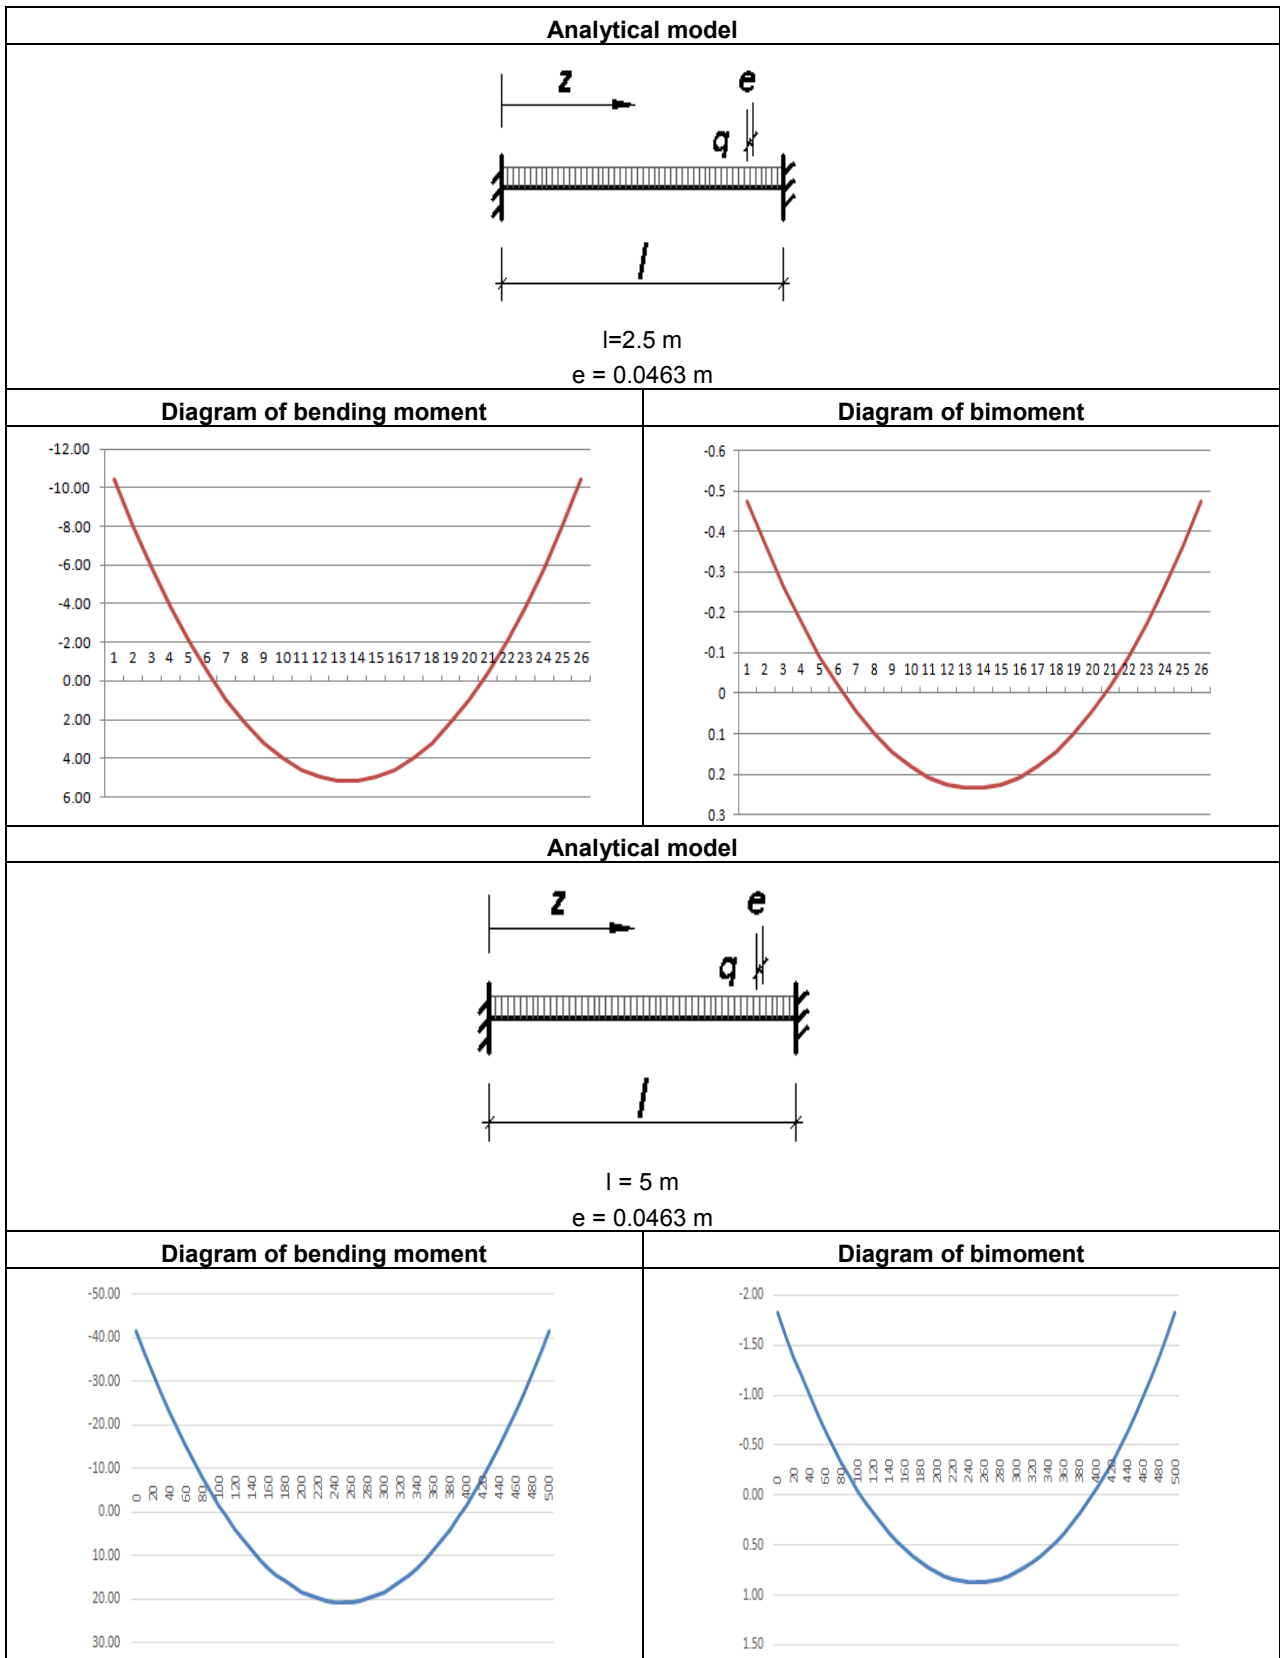 Analytical model
z
e
q
l
l=2.5 m
e = 0.0463 m
Diagram of bending moment
Diagram of bimoment
-12.00
-10.00
-8.00
-6.00
-4.00
-2.00
1 2 3 4 5 6 7 8 9 10 11 12 13 14 15 16 17 18 19 20 21 22 23 24 25 26
0.00
2.00
4.00
6.00
-0.6
-0.5
-0.4
-0.3
-0.2
-0.1
1 2 3 4 5 6 7 8 9 10 11 12 13 14 15 16 17 18 19 20 21 22 23 24 25 26
0
0.1
0.2
0.3
Analytical model
z
e
q
l
l = 5 m
e = 0.0463 m
Diagram of bending moment
Diagram of bimoment
-50.00
-40.00
-30.00
-20.00
-10.00
0 20 40 60 80 100 120 140 160 180 200 220 240 260 280 300 320 340 360 380 400 420 440 460 480 500
0.00
10.00
20.00
30.00
-2.00
-1.50
-1.00
-0.50
0 20 40 60 80 100 120 140 160 180 200 220 240 260 280 300 320 340 360 380 400 420 440 460 480 500
0.00
0.50
1.00
1.50